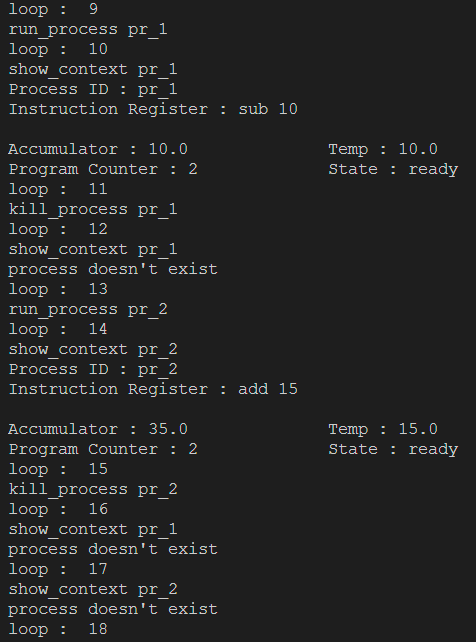 loop :  9
run_process pr_1
loop :  10
show_context pr_1
Process ID : pr_1
Instruction Register : sub 10
Accumulator : 10.0              Temp : 10.0
Program Counter : 2             State : ready
loop :  11
kill_process pr_1
loop :  12
show_context pr_1
process doesn't exist
loop :  13
run_process pr_2
loop :  14
show_context pr_2
Process ID : pr_2
Instruction Register : add 15
Accumulator : 35.0              Temp : 15.0
Program Counter : 2             State : ready
loop :  15
kill_process pr_2
loop :  16
show_context pr_1
process doesn't exist
loop :  17
show_context pr_2
process doesn't exist
loop :  18